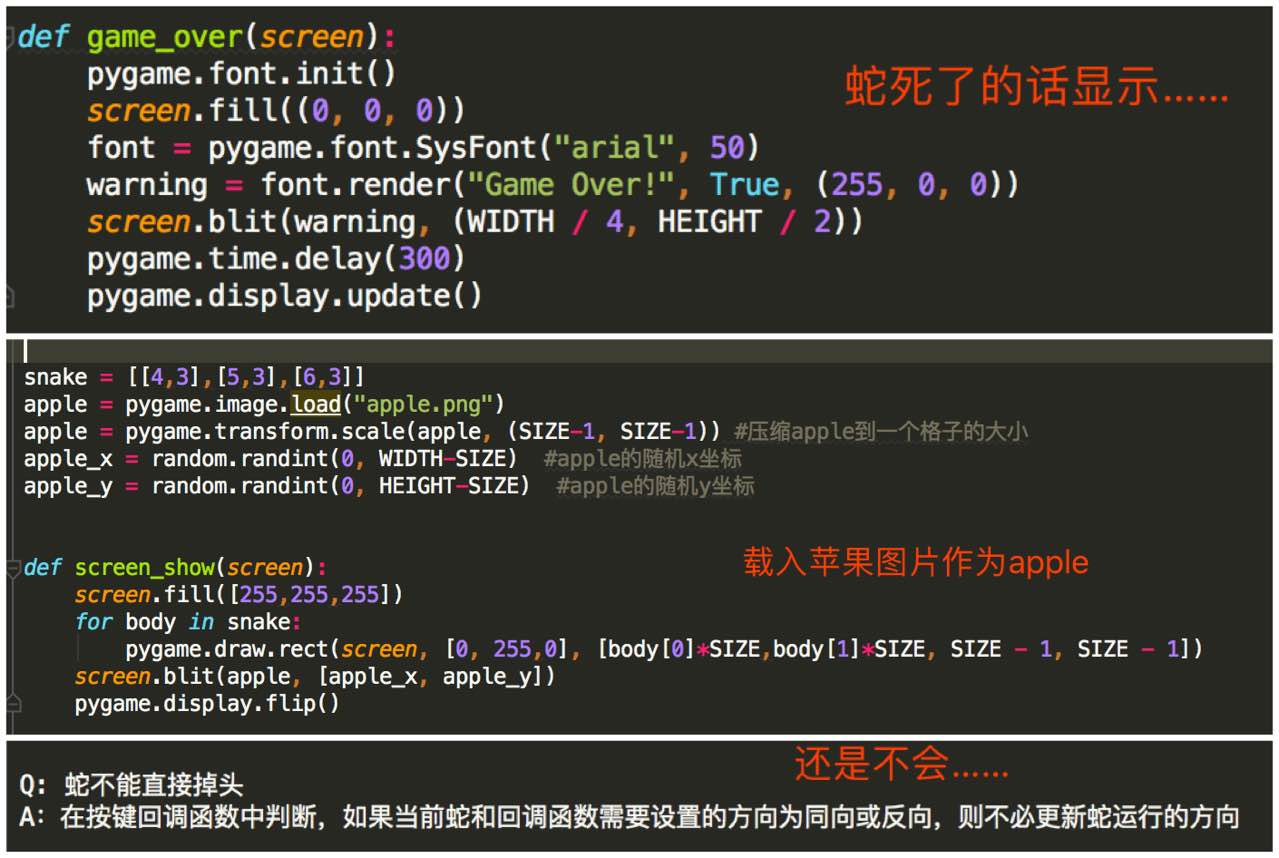 def game_over(screen):
    pygame.font.init()
    screen.fill((0, 0, 0))
蛇死了的话显示……
    font = pygame.font.SysFont("arial", 50)
    warning = font.render("Game Over!", True, (255, 0, 0))
    screen.blit(warning, (WIDTH / 4, HEIGHT / 2))
    pygame.time.delay(300)
    pygame.display.update()
snake = [[4,3],[5,3],[6,3]]
apple = pygame.image.load("apple.png")
apple = pygame.transform.scale(apple, (SIZE-1, SIZE-1)) #压缩apple到一个格子的大小
apple_x = random.randint(0, WIDTH-SIZE)  #apple的随机x坐标
apple_y = random.randint(0, HEIGHT-SIZE)  #apple的随机y坐标
def screen_show(screen):
载入苹果图片作为apple
    screen.fill([255,255,255])
    for body in snake:
        pygame.draw.rect(screen, [0, 255,0], [body[0]*SIZE,body[1]*SIZE, SIZE - 1, SIZE - 1])
    screen.blit(apple, [apple_x, apple_y])
    pygame.display.flip()
还是不会……
Q: 蛇不能直接掉头
A: 在按键回调函数中判断，如果当前蛇和回调函数需要设置的方向为同向或反向，则不必更新蛇运行的方向